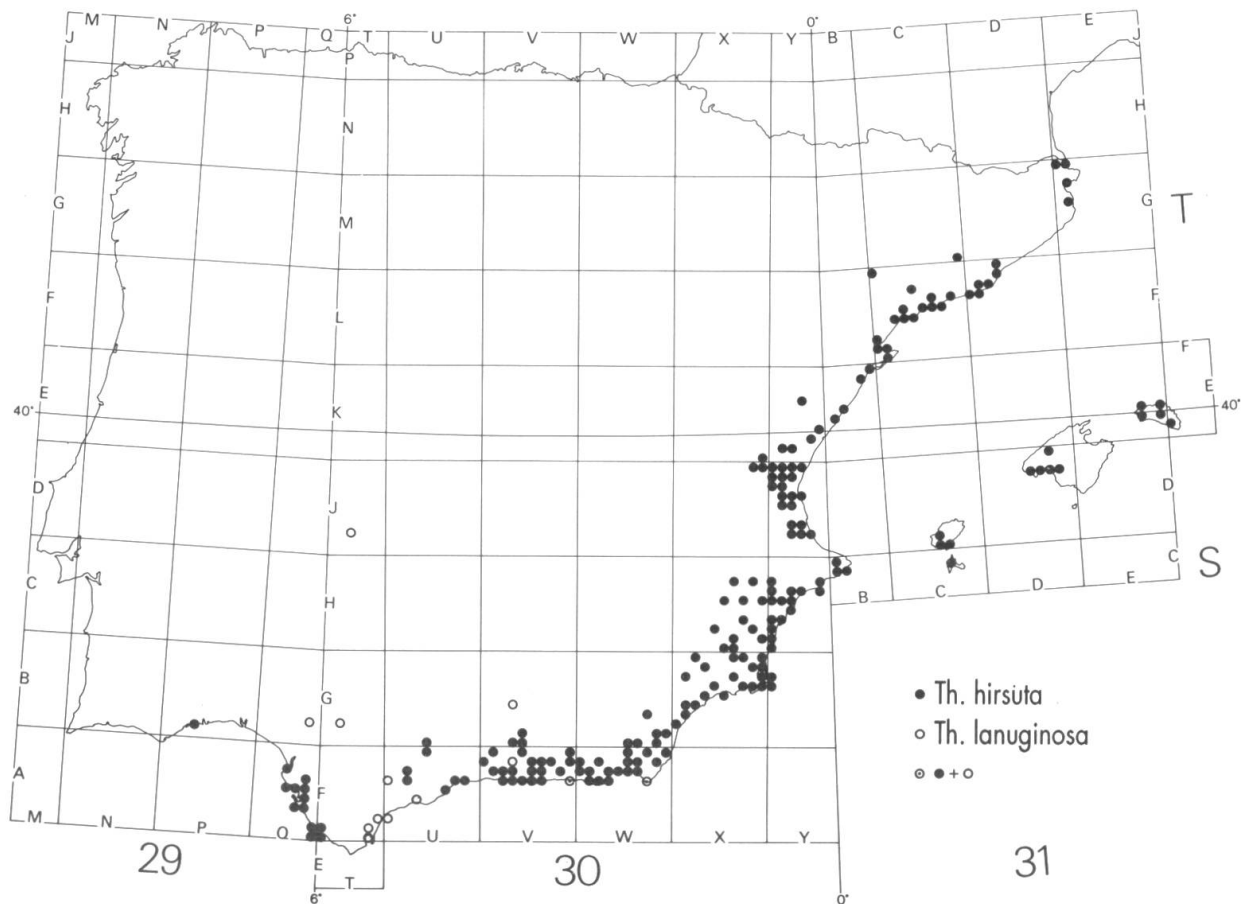 M N P Q 6° T U V W X Y 0° B C D E
J P J
H N H
G M G T
F L F
F
E K E
40° 40°
D J D
C H C S
B C D E
B G
● Th. hirsuta
○ Th. lanuginosa
⊙ ● + ○
A F
M N P Q E U V W X Y
29 30 31
T
6° 0°